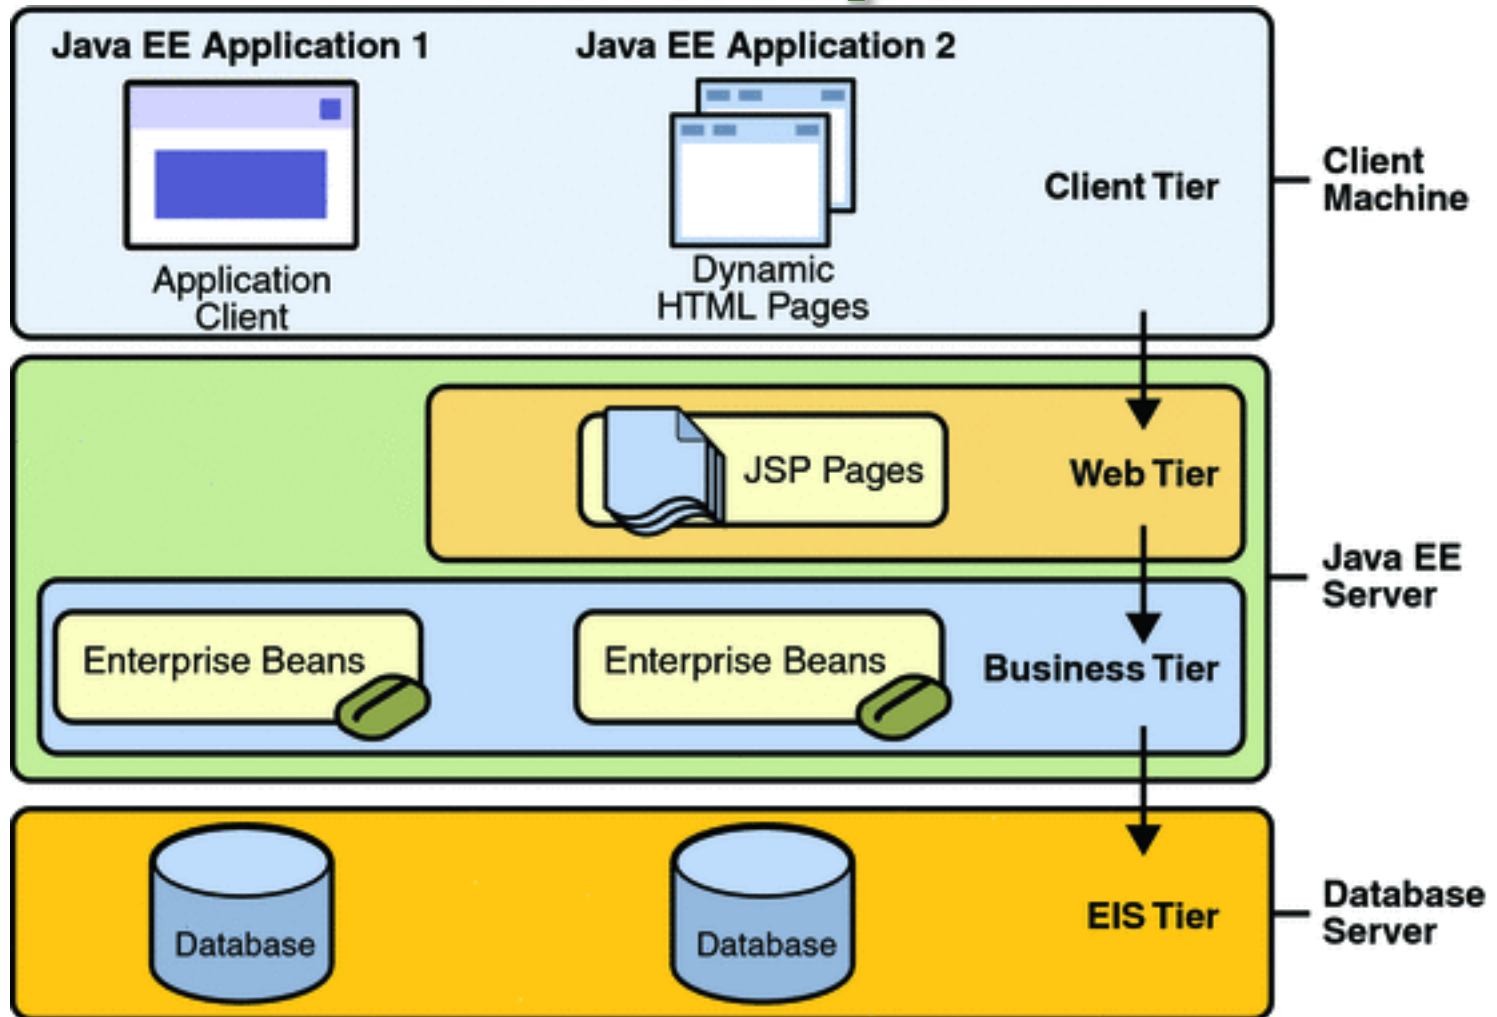 Java EE Application 1
Java EE Application 2
Application
Client
Dynamic
HTML Pages
Client Tier
Client
Machine
JSP Pages
Web Tier
Java EE
Server
Enterprise Beans
Enterprise Beans
Business Tier
Database
Database
EIS Tier
Database
Server